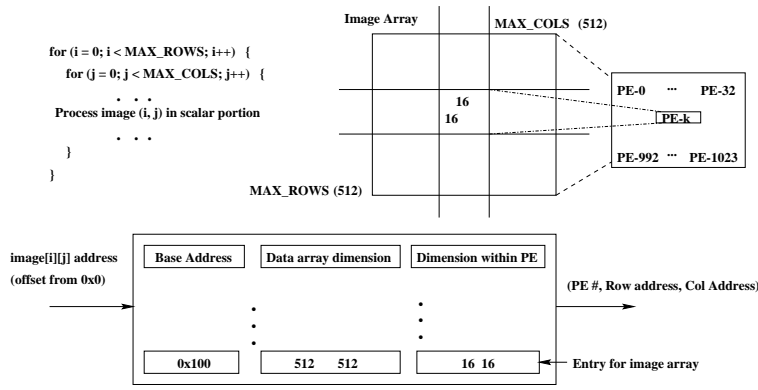 Image Array
MAX_COLS (512)
for (i = 0; i < MAX_ROWS; i++) {
for (j = 0; j < MAX_COLS; j++) {
. . .
Process image (i, j) in scalar portion
. . .
}
}
16
16
PE-0 ... PE-32
PE-k
PE-992 ... PE-1023
MAX_ROWS (512)
image[i][j] address
(offset from 0x0)
Base Address
Data array dimension
Dimension within PE
(PE #, Row address, Col Address)
0x100
512 512
16 16
Entry for image array